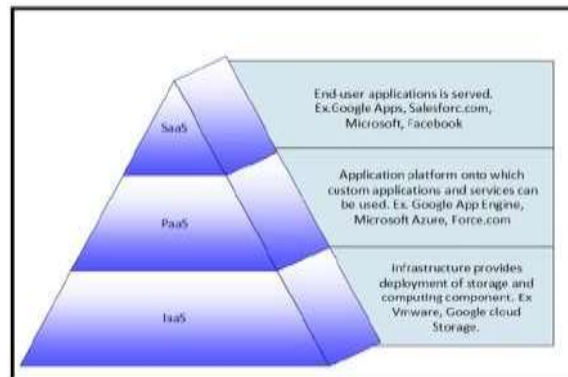 SaaS
End-user applications is served.
Ex.Google Apps, Salesforc.com,
Microsoft, Facebook
PaaS
Application platform onto which
custom applications and services can
be used. Ex. Google App Engine,
Microsoft Azure, Force.com
IaaS
Infrastructure provides
deployment of storage and
computing component. Ex
Vmware, Google cloud
Storage.